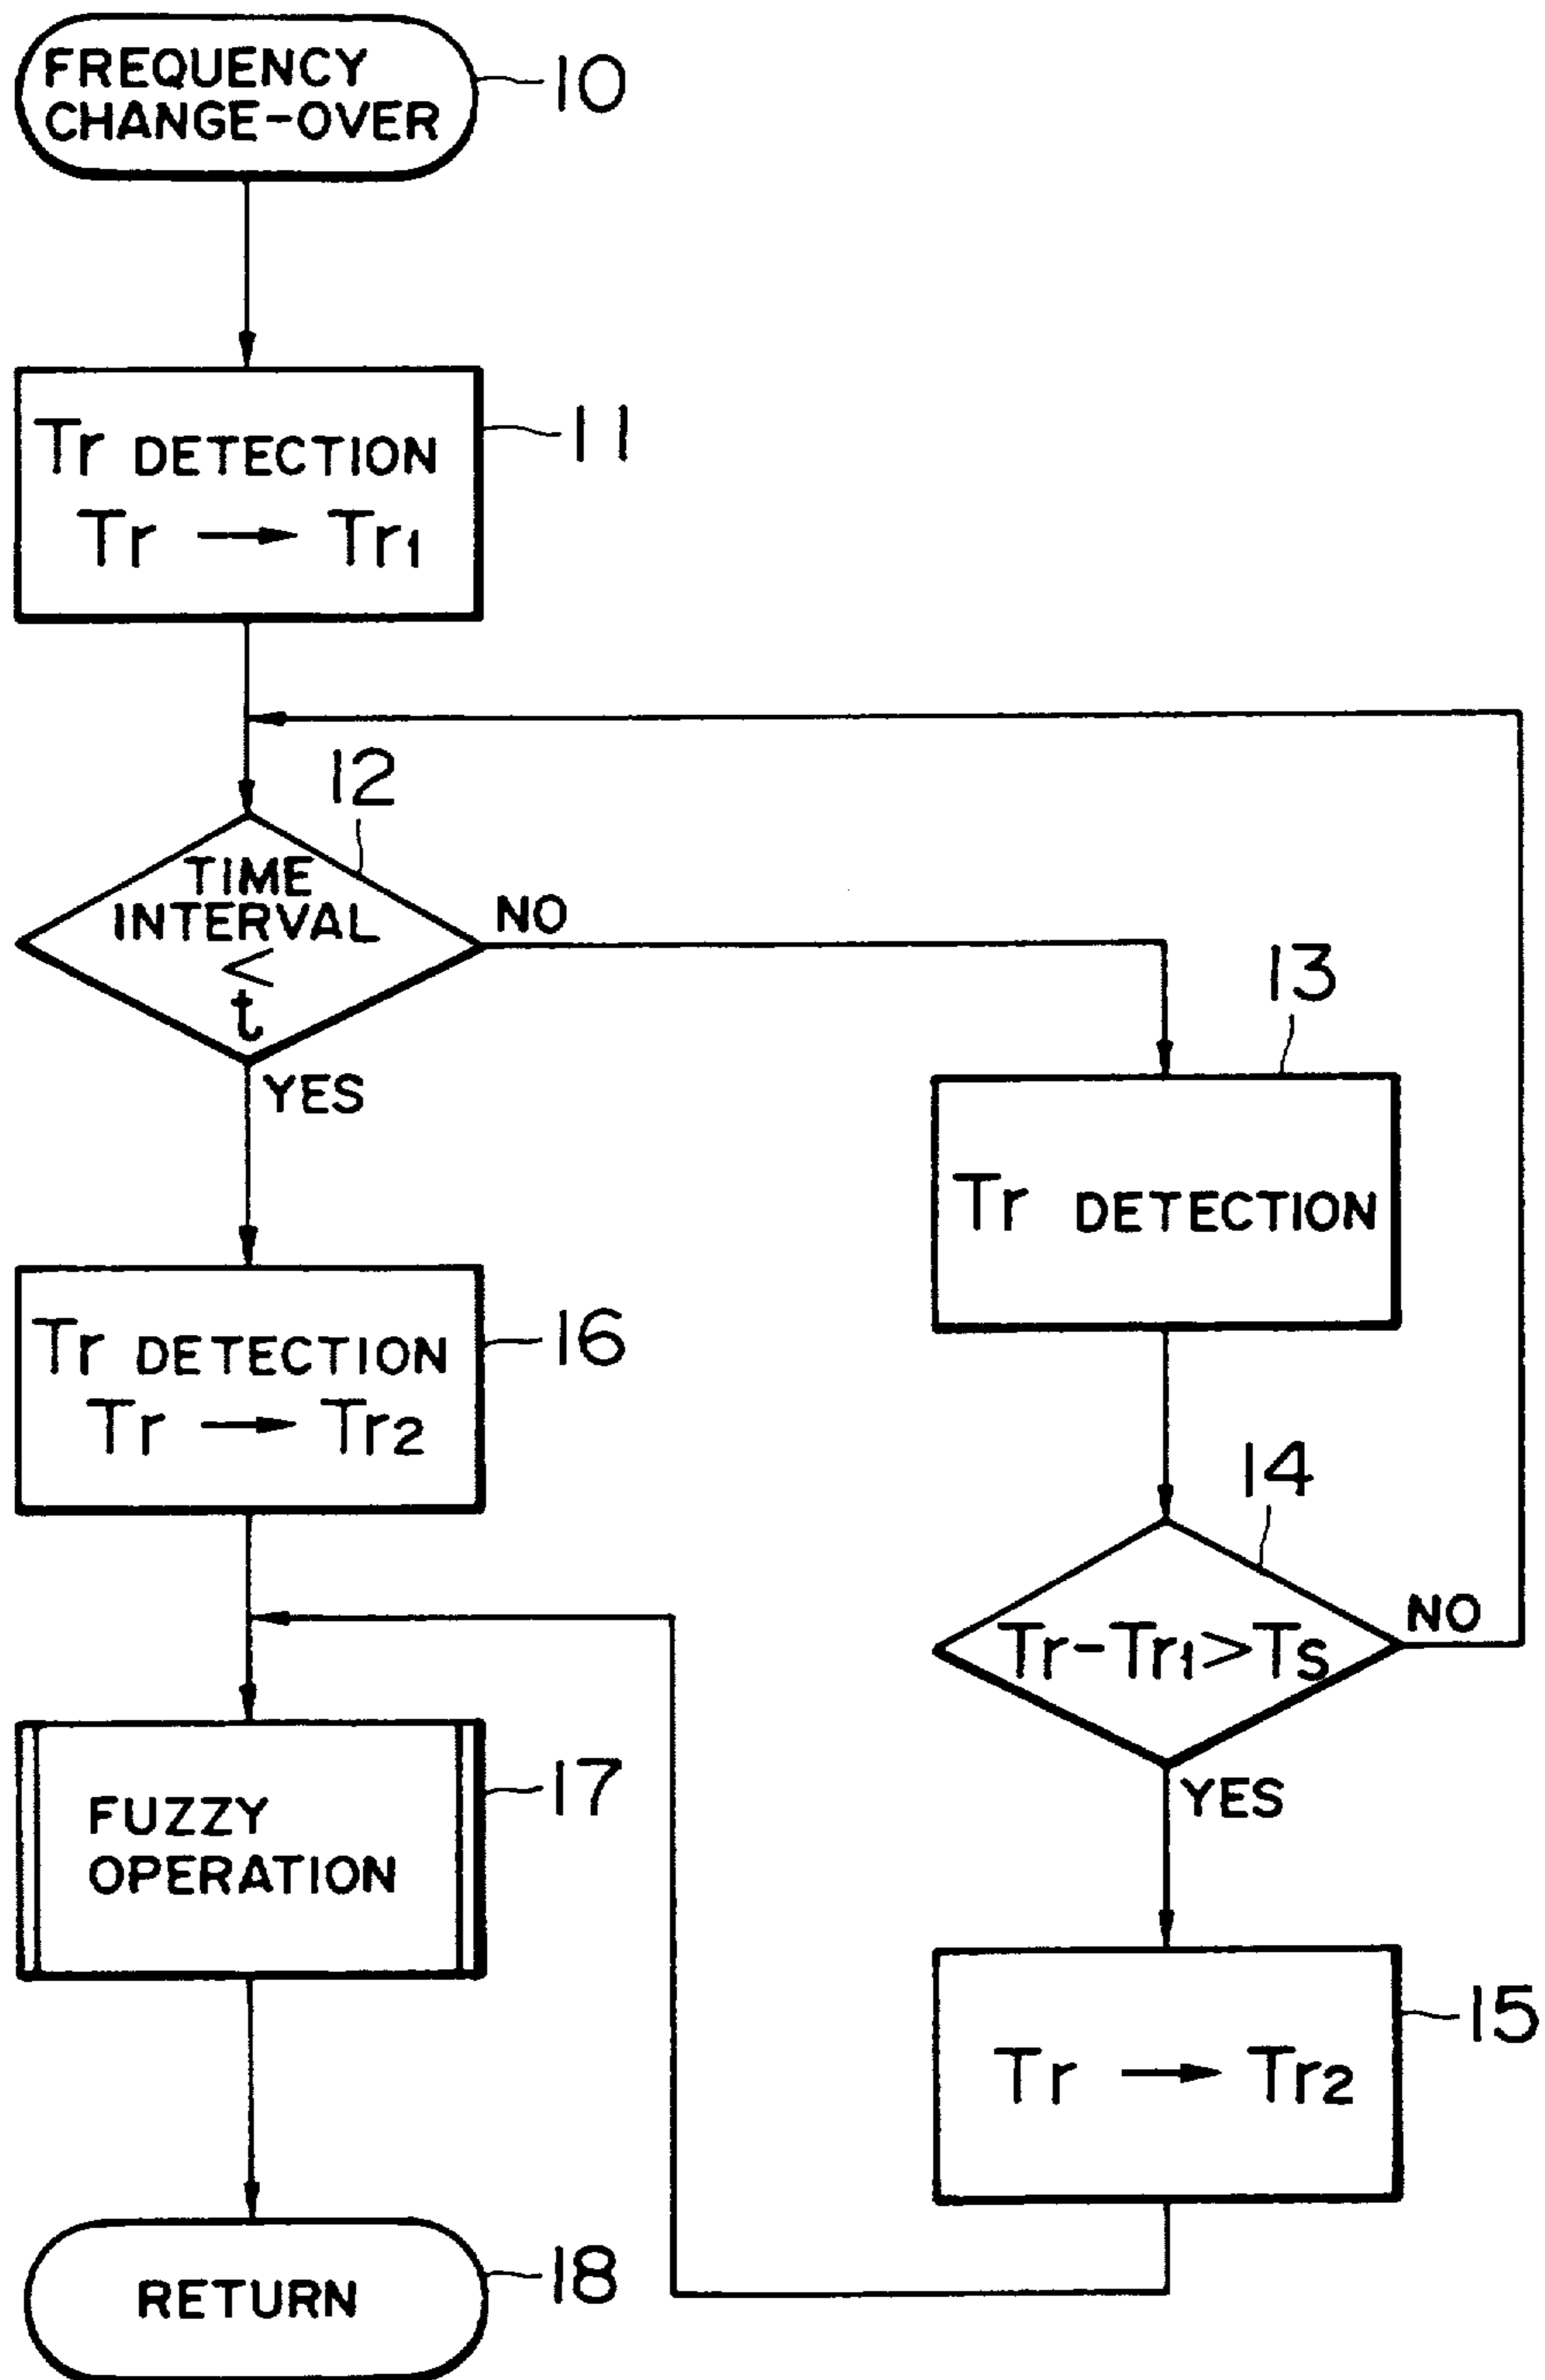 FREQUENCY
CHANGE-OVER
10
Tr DETECTION
Tr → Tr1
11
12
TIME
INTERVAL
<
t
NO
YES
13
Tr DETECTION
14
Tr-Tr1>Ts
NO
YES
15
Tr → Tr2
16
Tr DETECTION
Tr → Tr2
17
FUZZY
OPERATION
18
RETURN